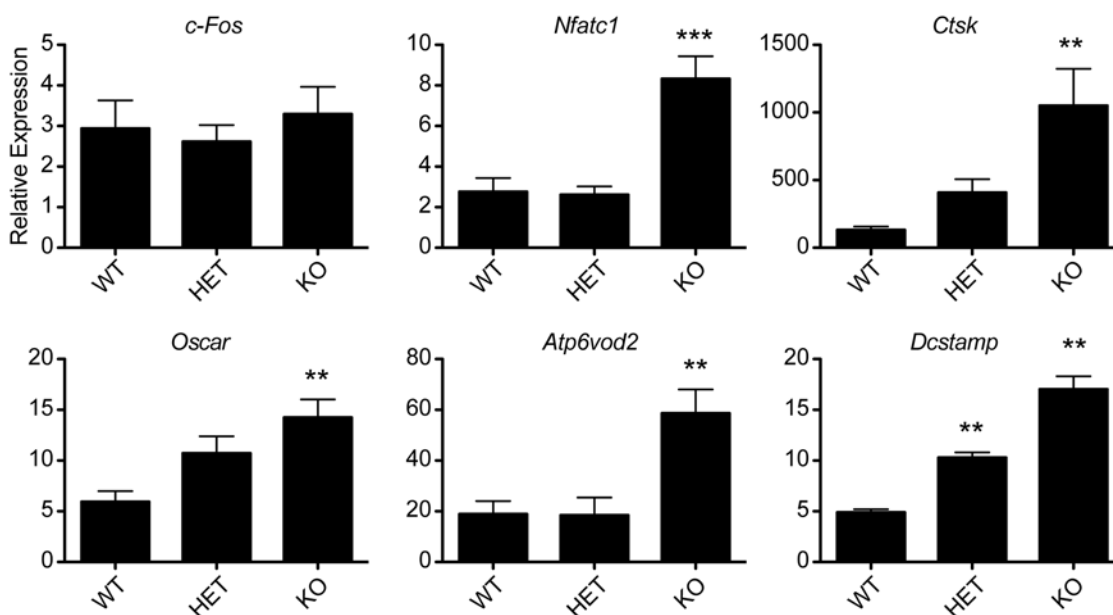 c-Fos
Relative Expression
5
4
3
2
1
0
WT
HET
KO
Nfatc1
***
10
8
6
4
2
0
WT
HET
KO
Ctsk
**
1500
1000
500
0
WT
HET
KO
Oscar
**
20
15
10
5
0
WT
HET
KO
Atp6vod2
**
80
60
40
20
0
WT
HET
KO
Dcstamp
**
**
20
15
10
5
0
WT
HET
KO